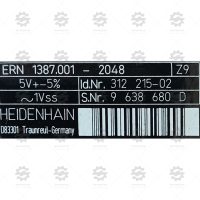 ERN 1387.001 - 2048 Z9
5V+-5% Id.Nr. 312 215-02
~1Vss S.Nr. 9 638 680 D
HEIDENHAIN
D83301 Traunreut-Germany